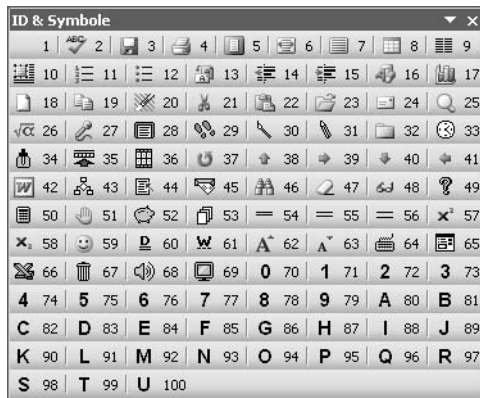 ID & Symbole
1 ABC 2 3 4 5 6 7 8 9
10 11 12 13 14 15 16 17
18 19 20 21 22 23 24 25
√α 26 27 28 29 30 31 32 33
34 35 36 37 38 39 40 41
W 42 43 44 45 46 47 48 ? 49
50 51 52 53 54 55 56 x² 57
x₂ 58 59 D 60 W 61 A 62 A 63 64 65
66 67 68 69 0 70 1 71 2 72 3 73
4 74 5 75 6 76 7 77 8 78 9 79 A 80 B 81
C 82 D 83 E 84 F 85 G 86 H 87 I 88 J 89
K 90 L 91 M 92 N 93 O 94 P 95 Q 96 R 97
S 98 T 99 U 100